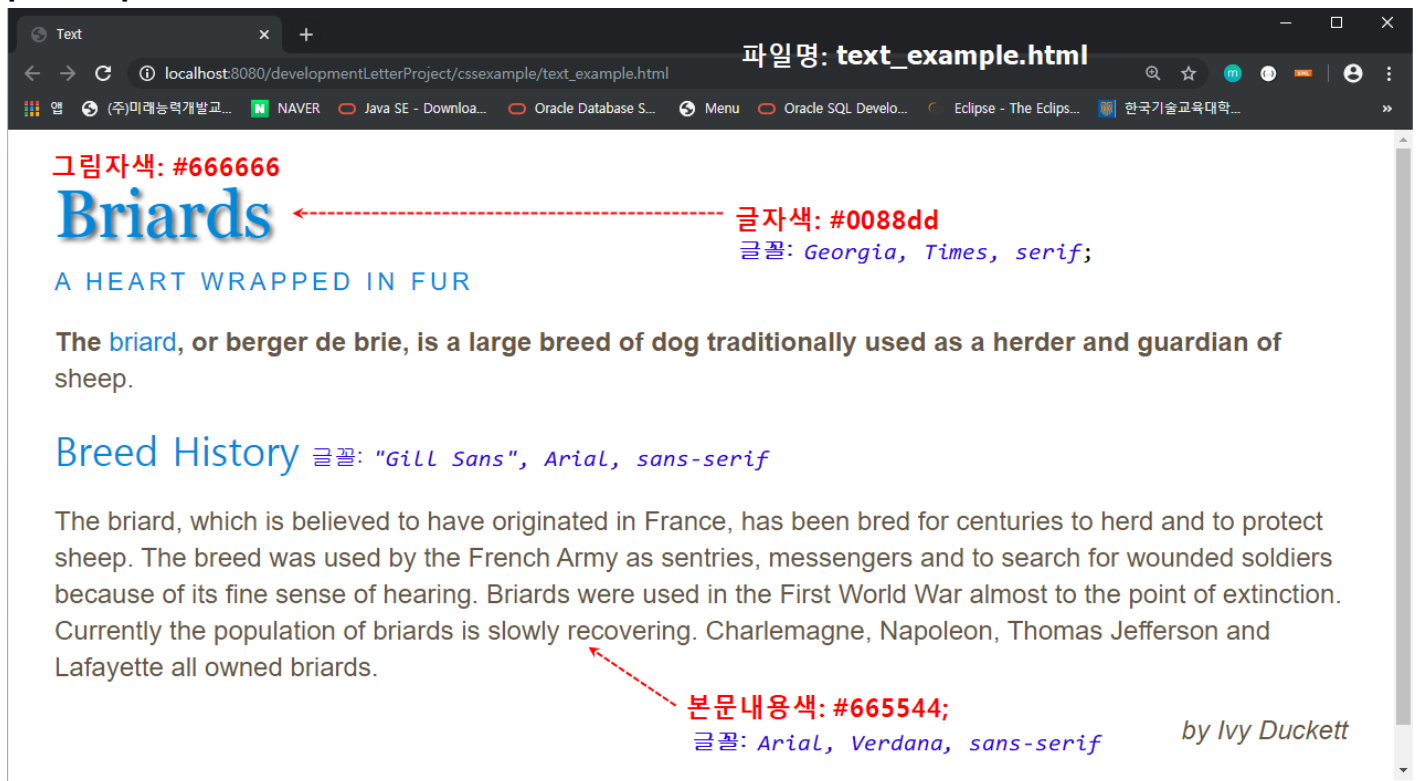 Text
파일명: text_example.html
localhost:8080/developmentLetterProject/cssexample/text_example.html
앱 (주)미래능력개발교... NAVER Java SE - Downloa... Oracle Database S... Menu Oracle SQL Develo... Eclipse - The Eclips... 한국기술교육대학... »
그림자색: #666666
Briards
글자색: #0088dd
글꼴: Georgia, Times, serif;
A HEART WRAPPED IN FUR
The briard, or berger de brie, is a large breed of dog traditionally used as a herder and guardian of
sheep.
Breed History 글꼴: "Gill Sans", Arial, sans-serif
The briard, which is believed to have originated in France, has been bred for centuries to herd and to protect
sheep. The breed was used by the French Army as sentries, messengers and to search for wounded soldiers
because of its fine sense of hearing. Briards were used in the First World War almost to the point of extinction.
Currently the population of briards is slowly recovering. Charlemagne, Napoleon, Thomas Jefferson and
Lafayette all owned briards.
본문내용색: #665544;
글꼴: Arial, Verdana, sans-serif
by Ivy Duckett